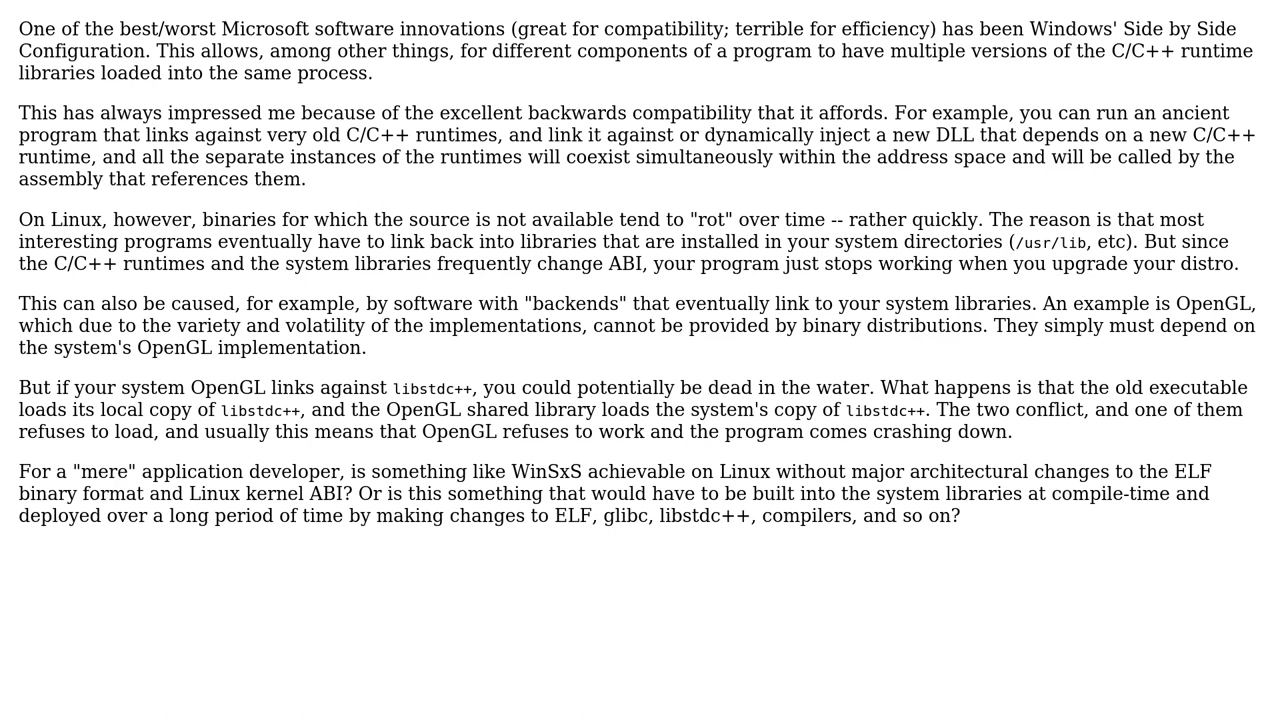 One of the best/worst Microsoft software innovations (great for compatibility; terrible for efficiency) has been Windows' Side by Side
Configuration. This allows, among other things, for different components of a program to have multiple versions of the C/C++ runtime
libraries loaded into the same process.
This has always impressed me because of the excellent backwards compatibility that it affords. For example, you can run an ancient
program that links against very old C/C++ runtimes, and link it against or dynamically inject a new DLL that depends on a new C/C++
runtime, and all the separate instances of the runtimes will coexist simultaneously within the address space and will be called by the
assembly that references them.
On Linux, however, binaries for which the source is not available tend to "rot" over time -- rather quickly. The reason is that most
interesting programs eventually have to link back into libraries that are installed in your system directories (/usr/lib, etc). But since
the C/C++ runtimes and the system libraries frequently change ABI, your program just stops working when you upgrade your distro.
This can also be caused, for example, by software with "backends" that eventually link to your system libraries. An example is OpenGL,
which due to the variety and volatility of the implementations, cannot be provided by binary distributions. They simply must depend on
the system's OpenGL implementation.
But if your system OpenGL links against libstdc++, you could potentially be dead in the water. What happens is that the old executable
loads its local copy of libstdc++, and the OpenGL shared library loads the system's copy of libstdc++. The two conflict, and one of them
refuses to load, and usually this means that OpenGL refuses to work and the program comes crashing down.
For a "mere" application developer, is something like WinSxS achievable on Linux without major architectural changes to the ELF
binary format and Linux kernel ABI? Or is this something that would have to be built into the system libraries at compile-time and
deployed over a long period of time by making changes to ELF, glibc, libstdc++, compilers, and so on?